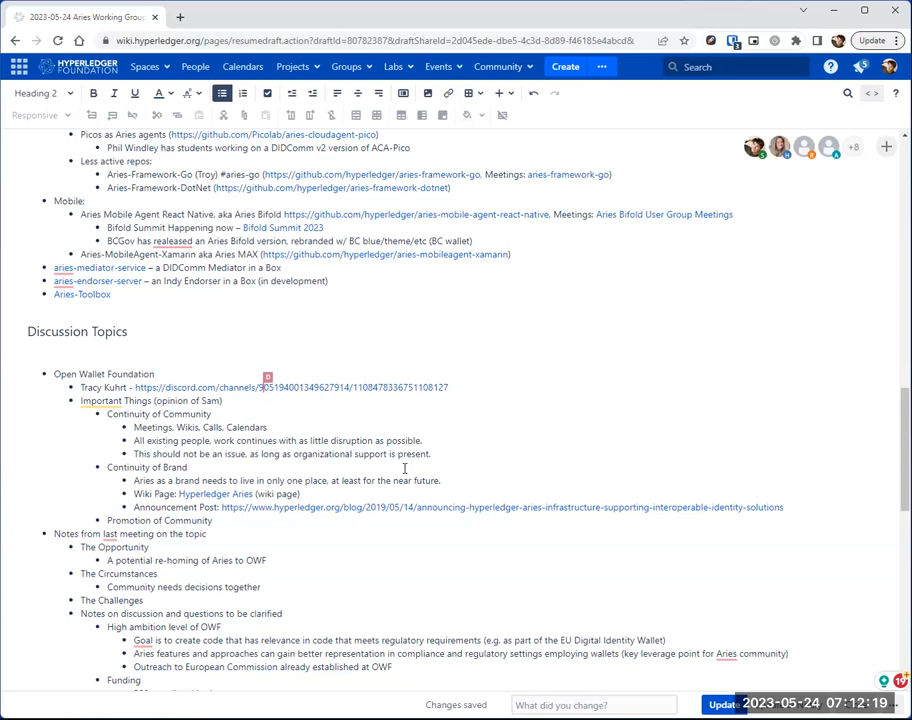 2023-05-24 Aries Working Group
wiki.hyperledger.org/pages/resumedraft.action?draftId=80782387&draftShareId=2d045ede-dbe5-4c3d-8d89-f46185e4abcd&
Update
HYPERLEDGER FOUNDATION
Spaces
People
Calendars
Projects
Groups
Labs
Events
Community
Create
Search
Heading 2
B I U A
Responsive
+8
Picos as Aries agents (https://github.com/Picolab/aries-cloudagent-pico)
Phil Windley has students working on a DIDComm v2 version of ACA-Pico
Less active repos:
Aries-Framework-Go (Troy) #aries-go (https://github.com/hyperledger/aries-framework-go, Meetings: aries-framework-go)
Aries-Framework-DotNet (https://github.com/hyperledger/aries-framework-dotnet)
Mobile:
Aries Mobile Agent React Native, aka Aries Bifold https://github.com/hyperledger/aries-mobile-agent-react-native, Meetings: Aries Bifold User Group Meetings
Bifold Summit Happening now – Bifold Summit 2023
BCGov has realeased an Aries Bifold version, rebranded w/ BC blue/theme/etc (BC wallet)
Aries-MobileAgent-Xamarin aka Aries MAX (https://github.com/hyperledger/aries-mobileagent-xamarin)
aries-mediator-service – a DIDComm Mediator in a Box
aries-endorser-server – an Indy Endorser in a Box (in development)
Aries-Toolbox
Discussion Topics
Open Wallet Foundation
D
Tracy Kuhrt - https://discord.com/channels/905194001349627914/1108478336751108127
Important Things (opinion of Sam)
Continuity of Community
Meetings, Wikis, Calls, Calendars
All existing people, work continues with as little disruption as possible.
This should not be an issue, as long as organizational support is present.
Continuity of Brand
Aries as a brand needs to live in only one place, at least for the near future.
Wiki Page: Hyperledger Aries (wiki page)
Announcement Post: https://www.hyperledger.org/blog/2019/05/14/announcing-hyperledger-aries-infrastructure-supporting-interoperable-identity-solutions
Promotion of Community
Notes from last meeting on the topic
The Opportunity
A potential re-homing of Aries to OWF
The Circumstances
Community needs decisions together
The Challenges
Notes on discussion and questions to be clarified
High ambition level of OWF
Goal is to create code that has relevance in code that meets regulatory requirements (e.g. as part of the EU Digital Identity Wallet)
Aries features and approaches can gain better representation in compliance and regulatory settings employing wallets (key leverage point for Aries community)
Outreach to European Commission already established at OWF
Funding
19
Changes saved
What did you change?
Update
2023-05-24 07:12:19